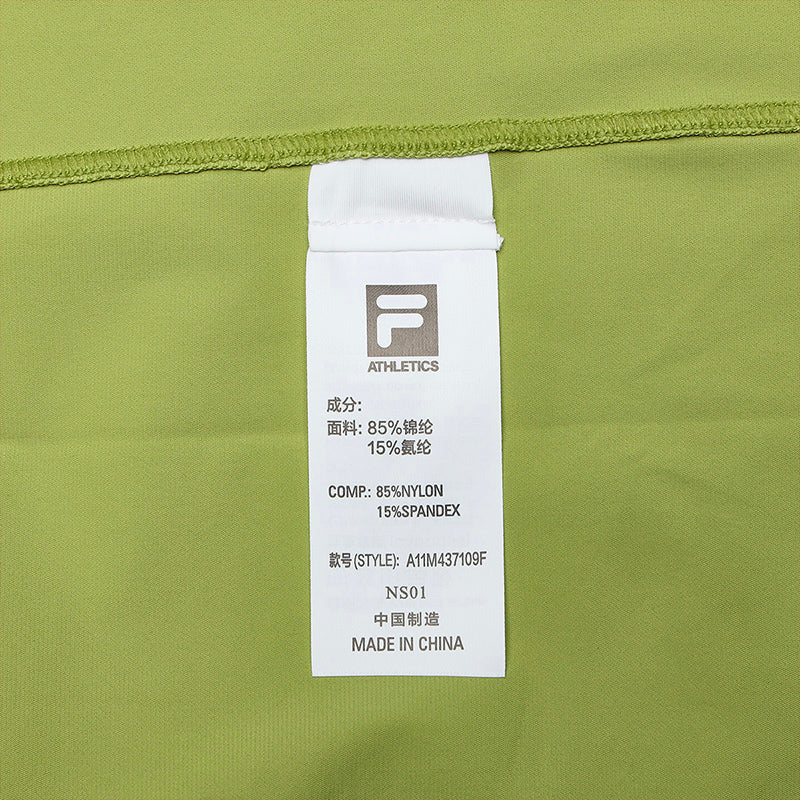 F
ATHLETICS
成分:
面料: 85%锦纶
15%氨纶
COMP.: 85%NYLON
15%SPANDEX
款号(STYLE): A11M437109F
NS01
中国制造
MADE IN CHINA